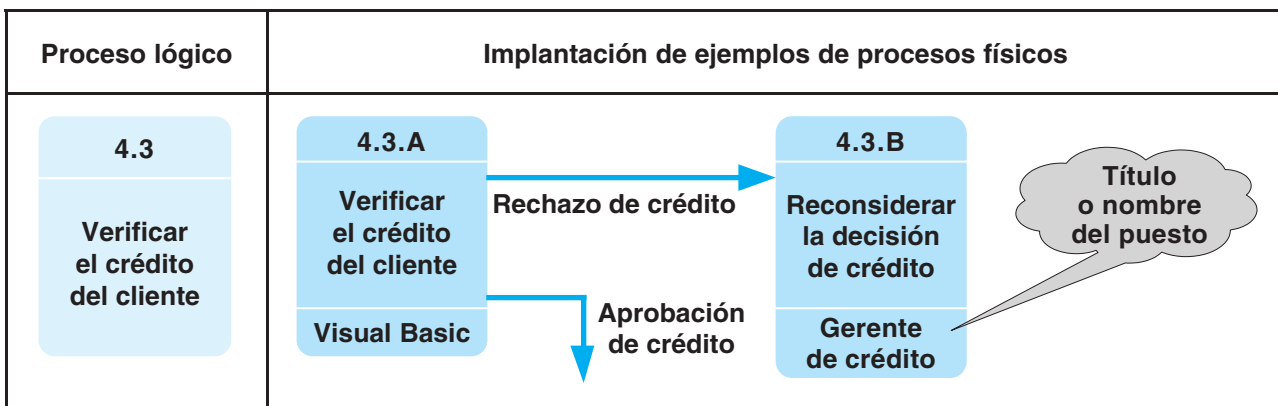 Proceso lógico
Implantación de ejemplos de procesos físicos
4.3
Verificar
el crédito
del cliente
4.3.A
Verificar
el crédito
del cliente
Visual Basic
Rechazo de crédito
Aprobación
de crédito
4.3.B
Reconsiderar
la decisión
de crédito
Gerente
de crédito
Título
o nombre
del puesto